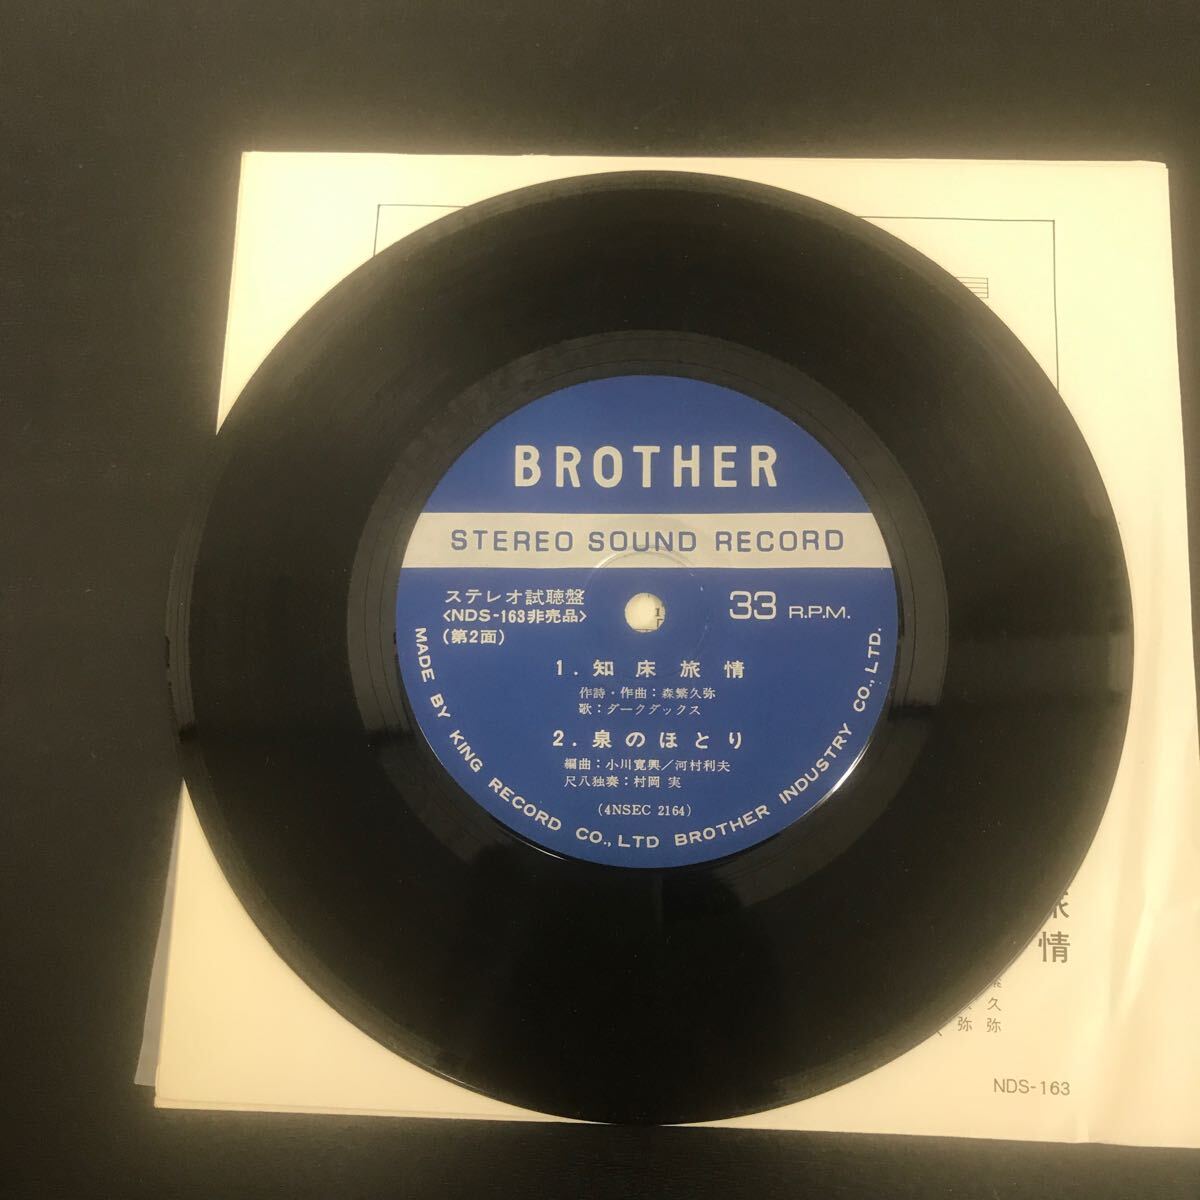 BROTHER
STEREO SOUND RECORD
ステレオ試聴盤
<NDS-163非売品>
(第2面)
33 R.P.M.
1. 知床旅情
作詩・作曲：森繁久弥
歌：ダークダックス
2. 泉のほとり
編曲：小川寛興／河村利夫
尺八独奏：村岡 実
(4NSEC 2164)
MADE BY KING RECORD CO., LTD BROTHER INDUSTRY CO., LTD.
情
久
弥 弥
NDS-163